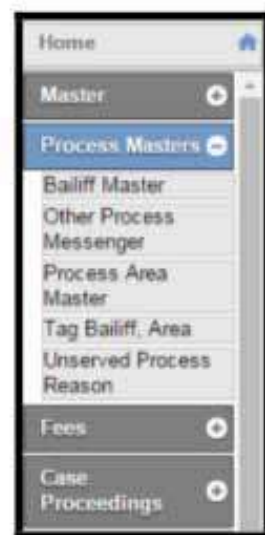 Home
Master
Process Masters
Bailiff Master
Other Process
Messenger
Process Area
Master
Tag Bailiff, Area
Unserved Process
Reason
Fees
Case
Proceedings